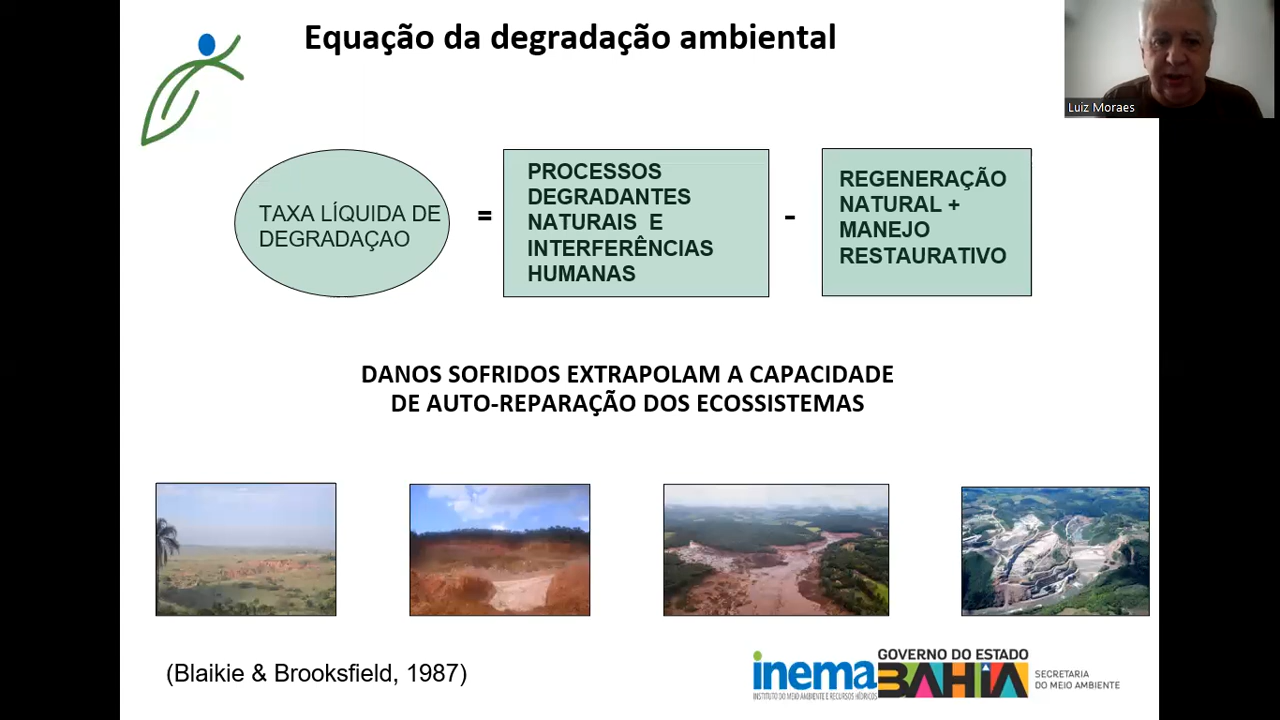 Equação da degradação ambiental
Luiz Moraes
TAXA LÍQUIDA DE
DEGRADAÇAO
=
PROCESSOS
DEGRADANTES
NATURAIS E
INTERFERÊNCIAS
HUMANAS
-
REGENERAÇÃO
NATURAL +
MANEJO
RESTAURATIVO
DANOS SOFRIDOS EXTRAPOLAM A CAPACIDADE
DE AUTO-REPARAÇÃO DOS ECOSSISTEMAS
(Blaikie & Brooksfield, 1987)
inema
INSTITUTO DO MEIO AMBIENTE E RECURSOS HÍDRICOS
GOVERNO DO ESTADO
BAHIA
SECRETARIA
DO MEIO AMBIENTE